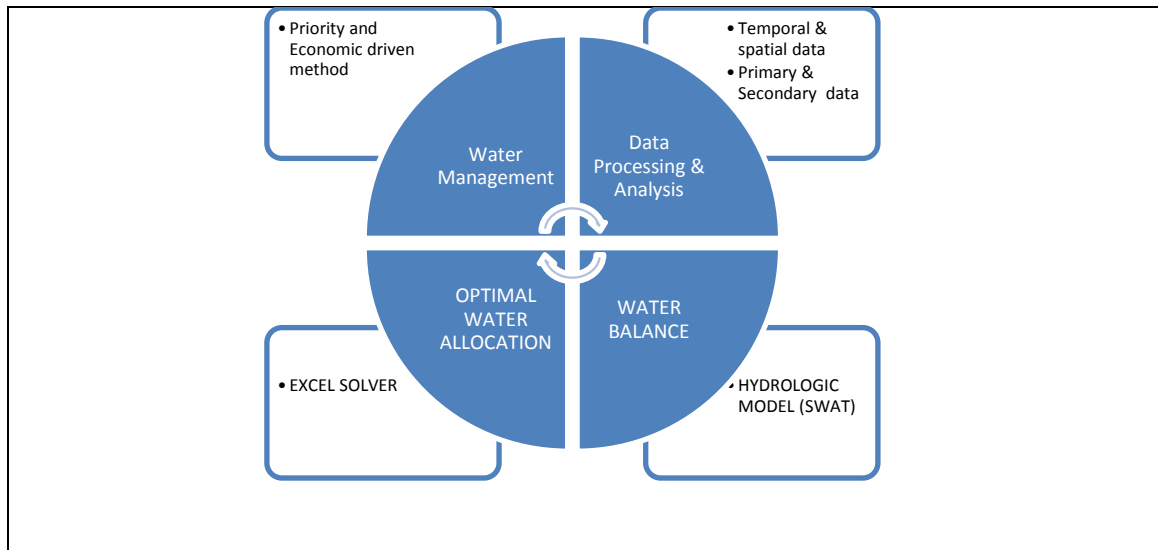 • Priority and
Economic driven
method
• Temporal &
spatial data
• Primary &
Secondary data
Water
Management
Data
Processing &
Analysis
OPTIMAL
WATER
ALLOCATION
WATER
BALANCE
• EXCEL SOLVER
• HYDROLOGIC
MODEL (SWAT)